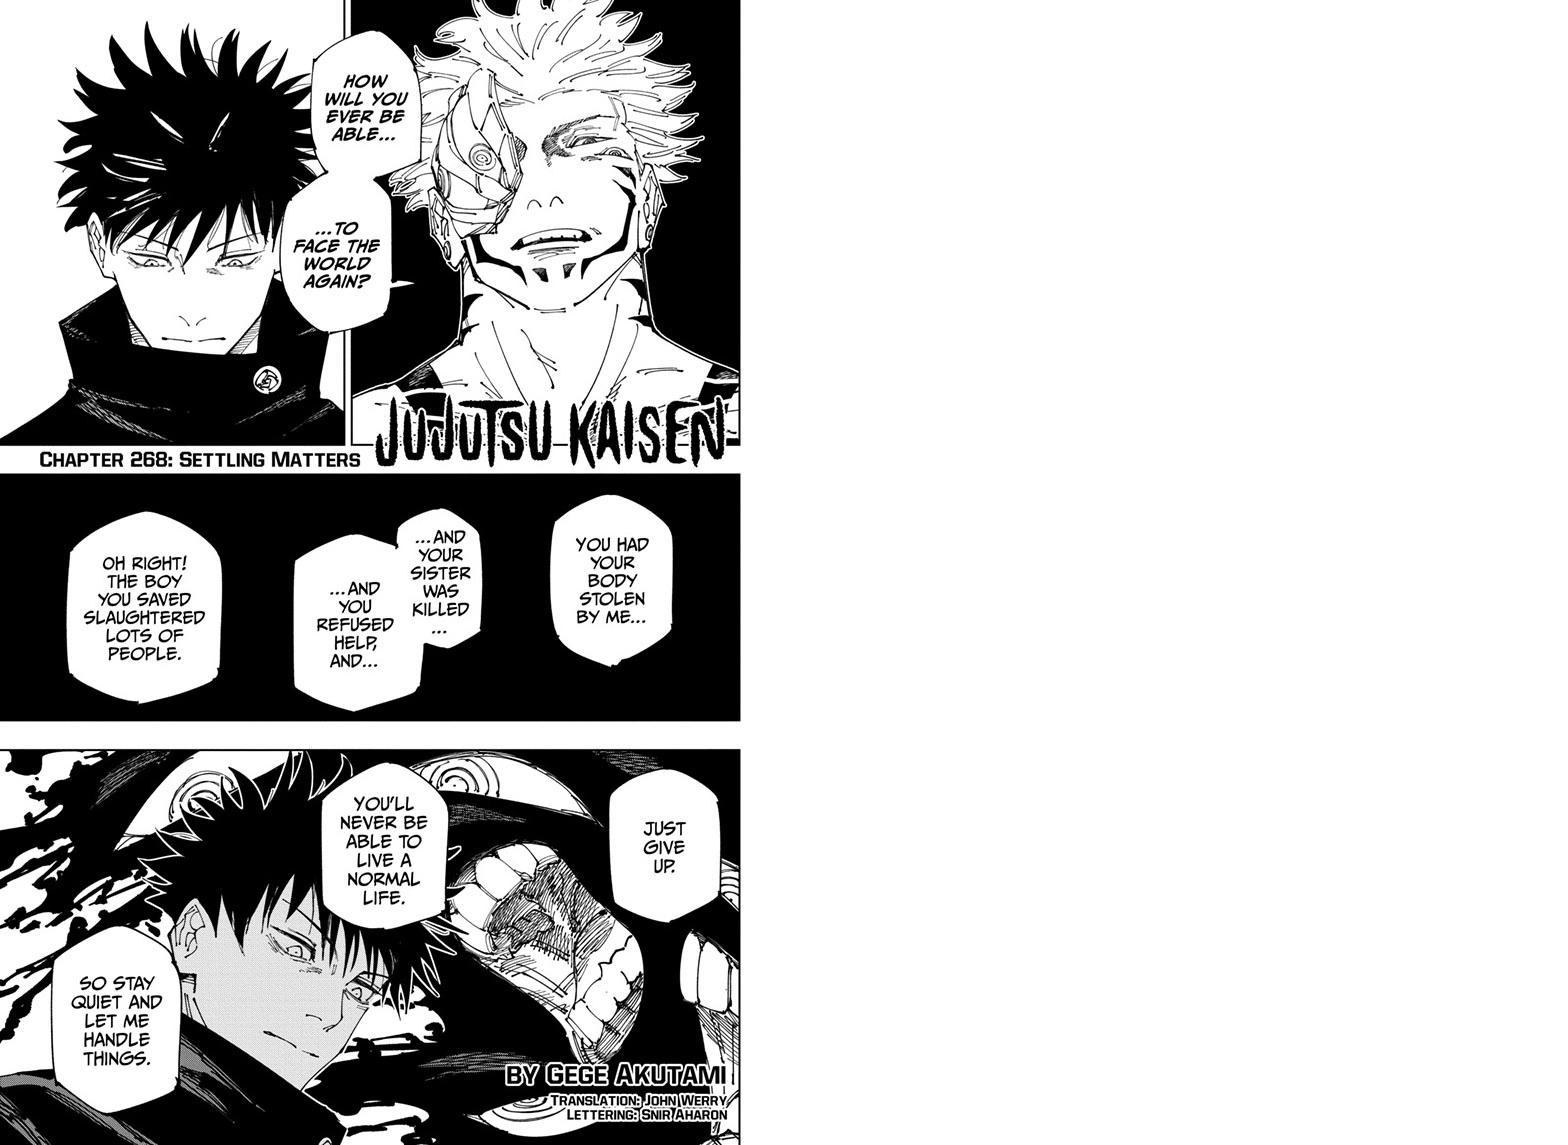 HOW
WILL YOU
EVER BE
ABLE...
...TO
FACE THE
WORLD
AGAIN?
JUJUTSU KAISEN
CHAPTER 268: SETTLING MATTERS
YOU HAD
YOUR
BODY
STOLEN
BY ME...
...AND
YOUR
SISTER
WAS
KILLED
...
...AND
YOU
REFUSED
HELP,
AND...
OH RIGHT!
THE BOY
YOU SAVED
SLAUGHTERED
LOTS OF
PEOPLE.
JUST
GIVE
UP.
YOU'LL
NEVER BE
ABLE TO
LIVE A
NORMAL
LIFE.
SO STAY
QUIET AND
LET ME
HANDLE
THINGS.
BY GEGE AKUTAMI
TRANSLATION: JOHN WERRY
LETTERING: SNIR AHARON